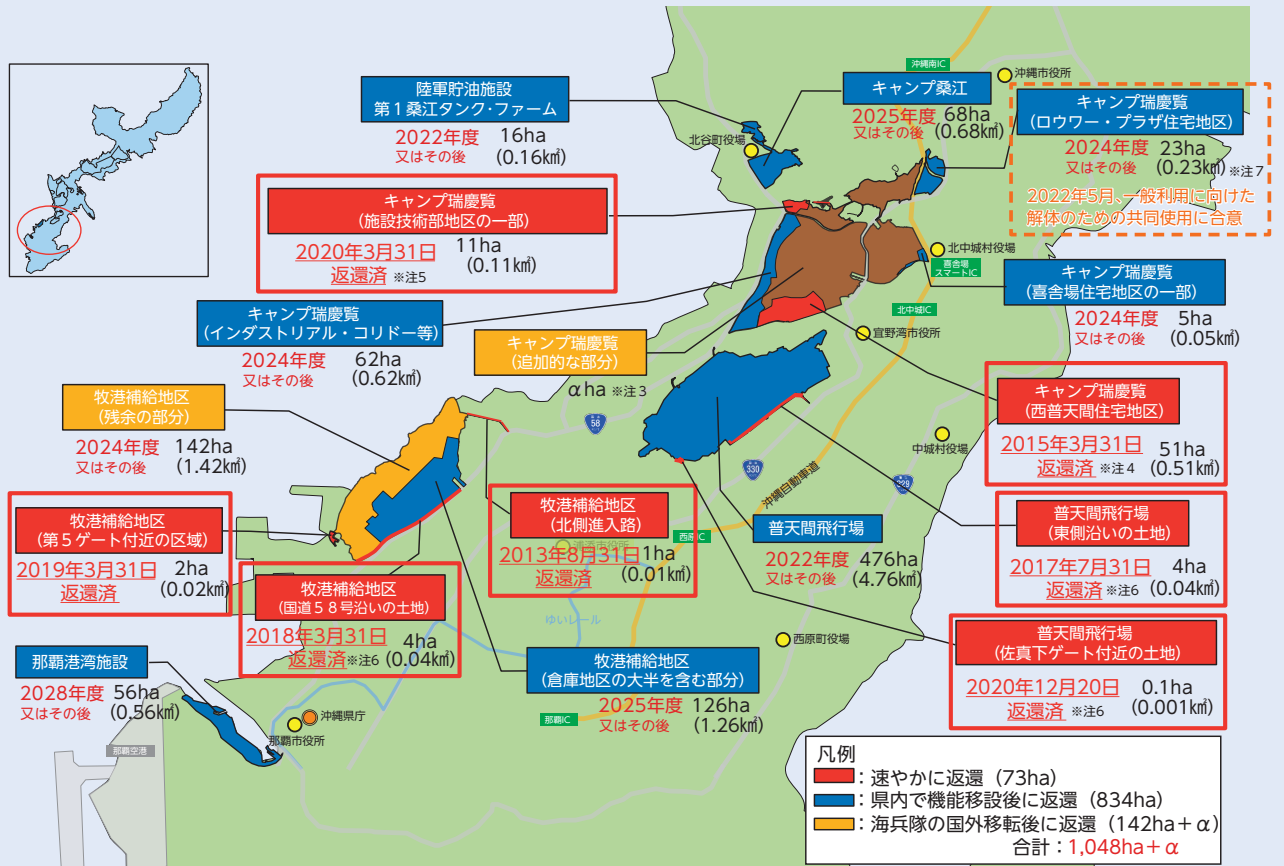 沖縄南IC
沖縄市役所
陸軍貯油施設
第1桑江タンク・ファーム
2022年度
又はその後
16ha
(0.16㎢)
北谷町役場
キャンプ桑江
2025年度
又はその後
68ha
(0.68㎢)
キャンプ瑞慶覧
(ロウワー・プラザ住宅地区)
2024年度
又はその後
23ha
(0.23㎢)※注7
2022年5月、一般利用に向けた
解体のための共同使用に合意
キャンプ瑞慶覧
(施設技術部地区の一部)
2020年3月31日
返還済 ※注5
11ha
(0.11㎢)
北中城村役場
喜舎場
スマートIC
キャンプ瑞慶覧
(喜舎場住宅地区の一部)
2024年度
又はその後
5ha
(0.05㎢)
キャンプ瑞慶覧
(インダストリアル・コリドー等)
2024年度
又はその後
62ha
(0.62㎢)
北中城IC
宜野湾市役所
キャンプ瑞慶覧
(追加的な部分)
αha ※注3
キャンプ瑞慶覧
(西普天間住宅地区)
2015年3月31日
返還済 ※注4
51ha
(0.51㎢)
牧港補給地区
(残余の部分)
2024年度
又はその後
142ha
(1.42㎢)
58
330
沖縄自動車道
329
中城村役場
牧港補給地区
(第5ゲート付近の区域)
2019年3月31日
返還済
2ha
(0.02㎢)
牧港補給地区
(北側進入路)
2013年8月31日
返還済
1ha
(0.01㎢)
浦添市役所
西原IC
普天間飛行場
2022年度
又はその後
476ha
(4.76㎢)
普天間飛行場
(東側沿いの土地)
2017年7月31日
返還済 ※注6
4ha
(0.04㎢)
牧港補給地区
(国道58号沿いの土地)
2018年3月31日
返還済※注6
4ha
(0.04㎢)
ゆいレール
西原町役場
普天間飛行場
(佐真下ゲート付近の土地)
2020年12月20日
返還済 ※注6
0.1ha
(0.001㎢)
那覇港湾施設
2028年度
又はその後
56ha
(0.56㎢)
牧港補給地区
(倉庫地区の大半を含む部分)
2025年度
又はその後
126ha
(1.26㎢)
沖縄県庁
那覇市役所
那覇IC
那覇空港
凡例
:速やかに返還(73ha)
:県内で機能移設後に返還(834ha)
:海兵隊の国外移転後に返還(142ha+α)
合計:1,048ha+α